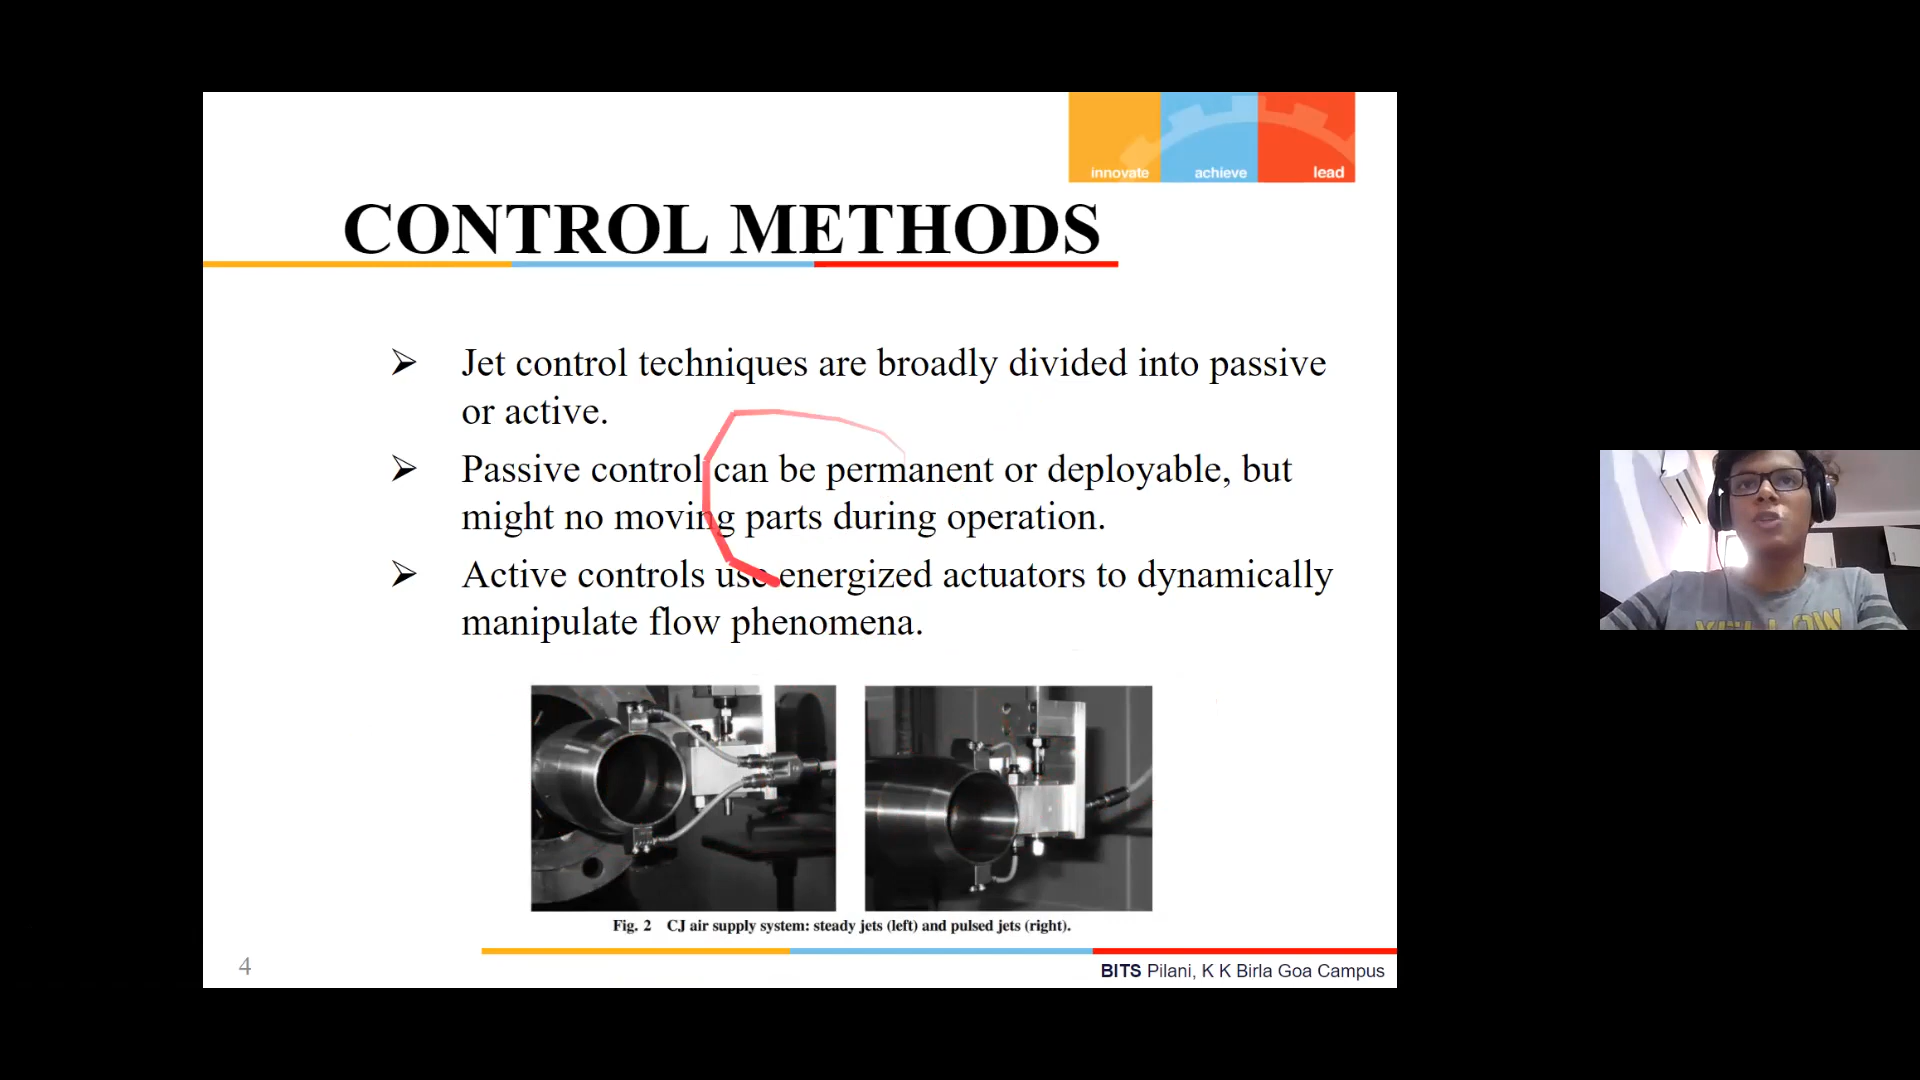 innovate achieve lead
CONTROL METHODS
Jet control techniques are broadly divided into passive
or active.
Passive control can be permanent or deployable, but
might no moving parts during operation.
Active controls use energized actuators to dynamically
manipulate flow phenomena.
Fig. 2 CJ air supply system: steady jets (left) and pulsed jets (right).
4
BITS Pilani, K K Birla Goa Campus